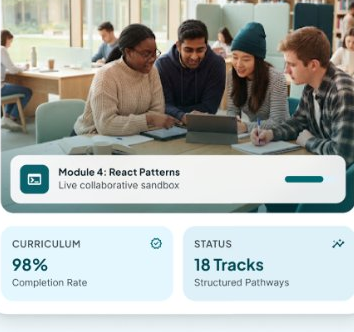 Module 4: React Patterns
Live collaborative sandbox
CURRICULUM
98%
Completion Rate
STATUS
18 Tracks
Structured Pathways